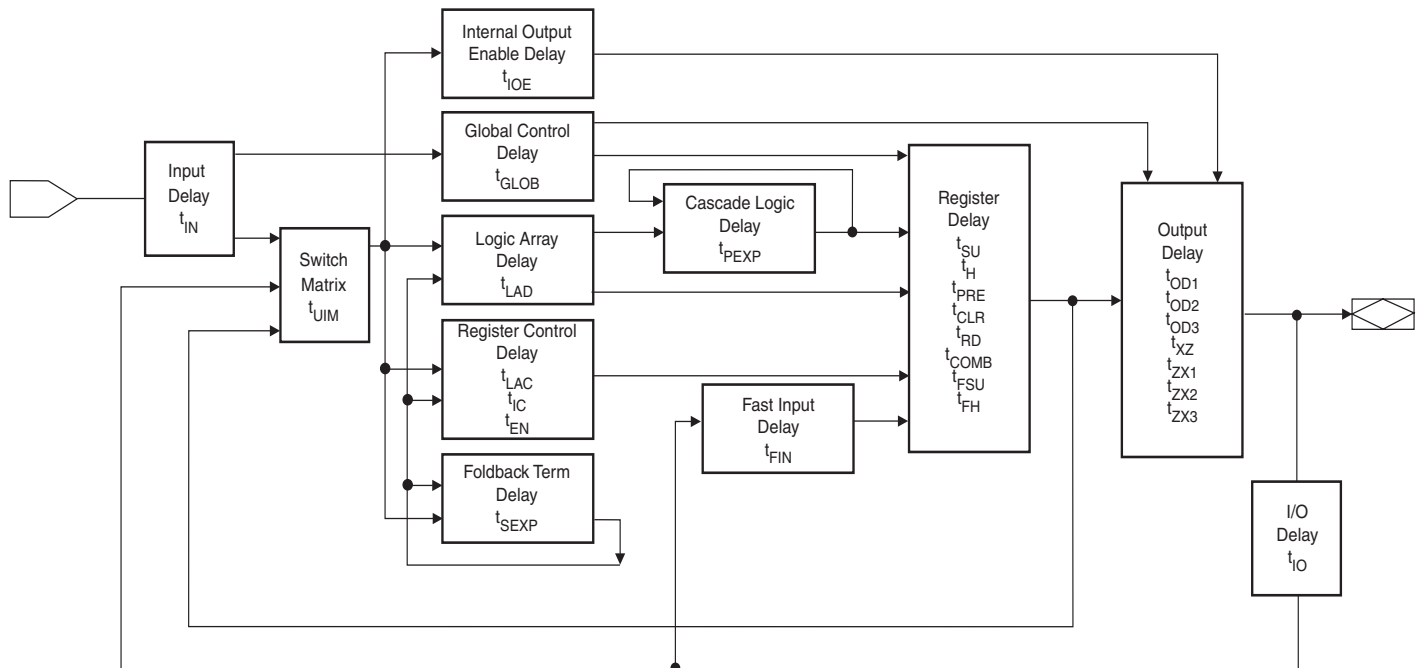 Internal Output
Enable Delay
tIOE
Global Control
Delay
tGLOB
Input
Delay
tIN
Switch
Matrix
tUIM
Logic Array
Delay
tLAD
Cascade Logic
Delay
tPEXP
Register Control
Delay
tLAC
tIC
tEN
Fast Input
Delay
tFIN
Foldback Term
Delay
tSEXP
Register
Delay
tSU
tH
tPRE
tCLR
tRD
tCOMB
tFSU
tFH
Output
Delay
tOD1
tOD2
tOD3
tXZ
tZX1
tZX2
tZX3
I/O
Delay
tIO